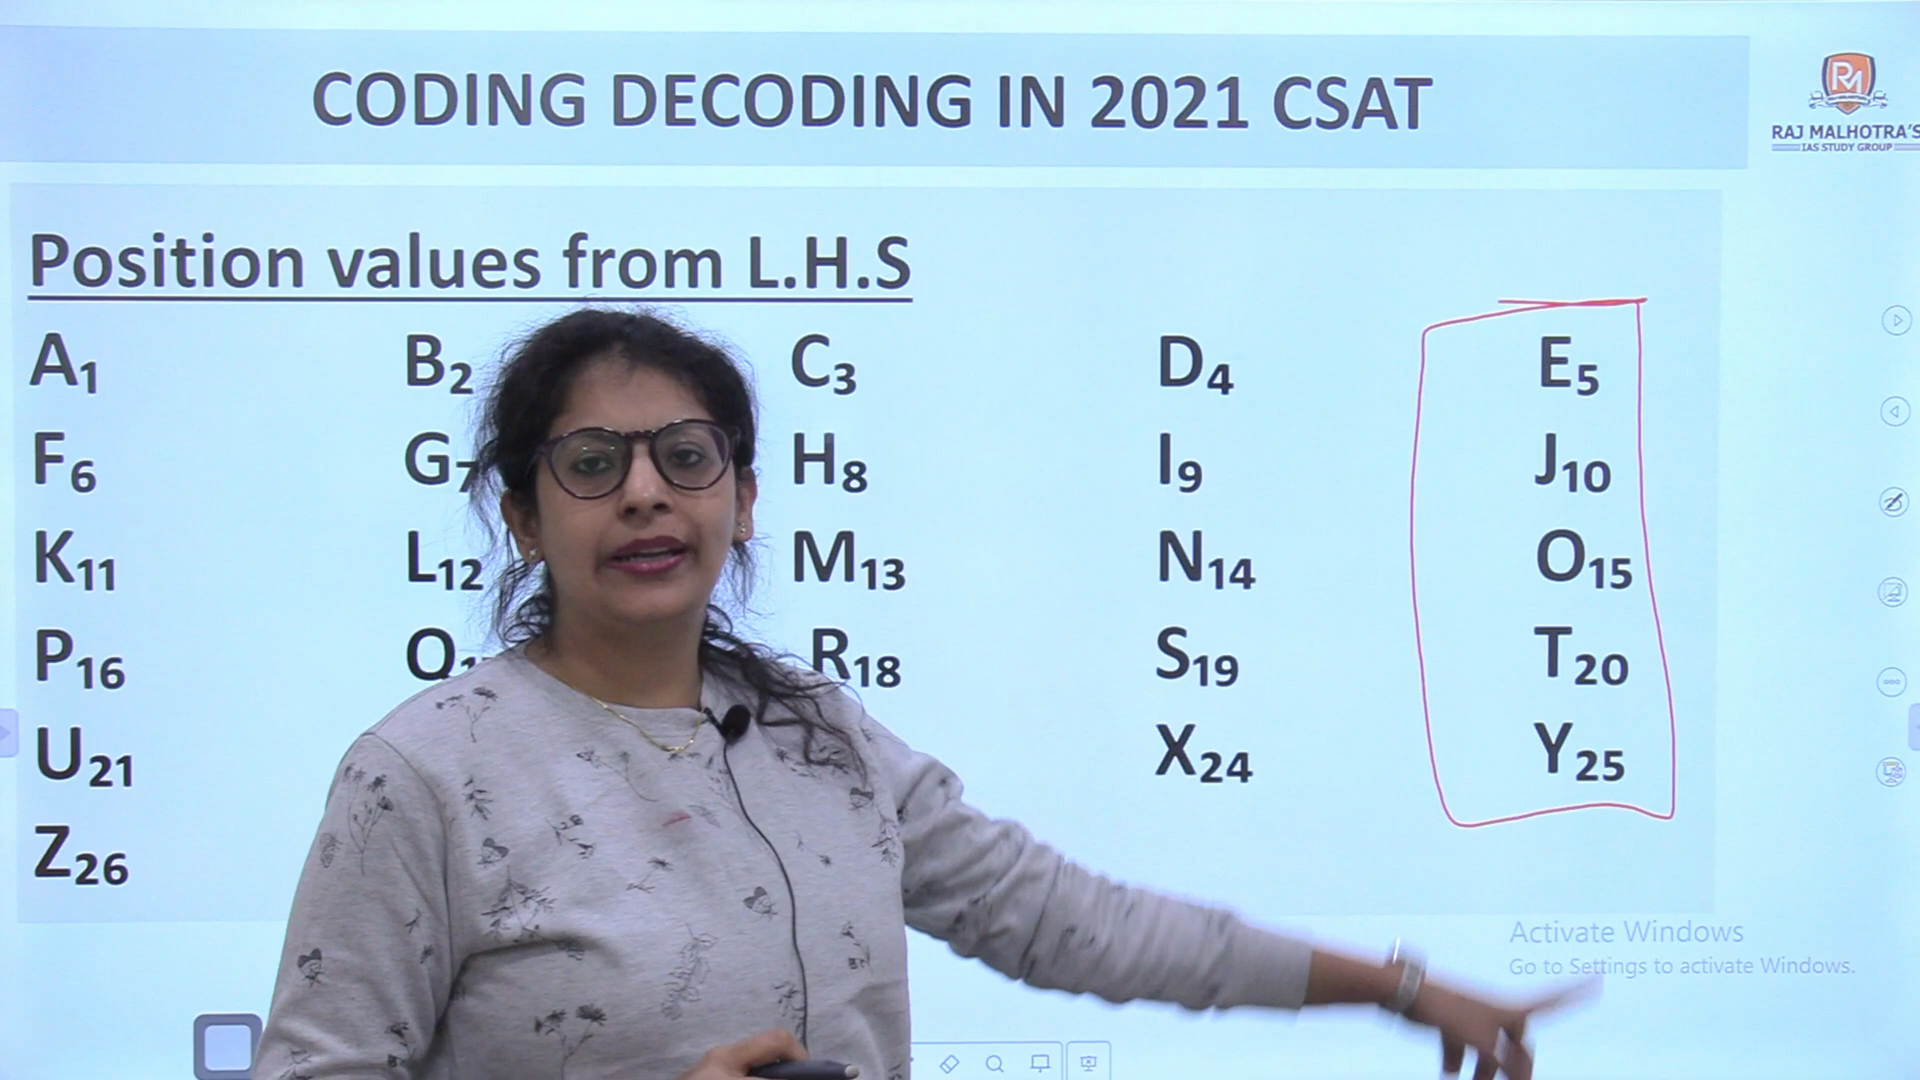 CODING DECODING IN 2021 CSAT
RM
RAJ MALHOTRA'S
IAS STUDY GROUP
Position values from L.H.S
A1 B2 C3 D4 E5
F6 G7 H8 I9 J10
K11 L12 M13 N14 O15
P16 R18 S19 T20
U21 X24 Y25
Z26
Activate Windows
Go to Settings to activate Windows.